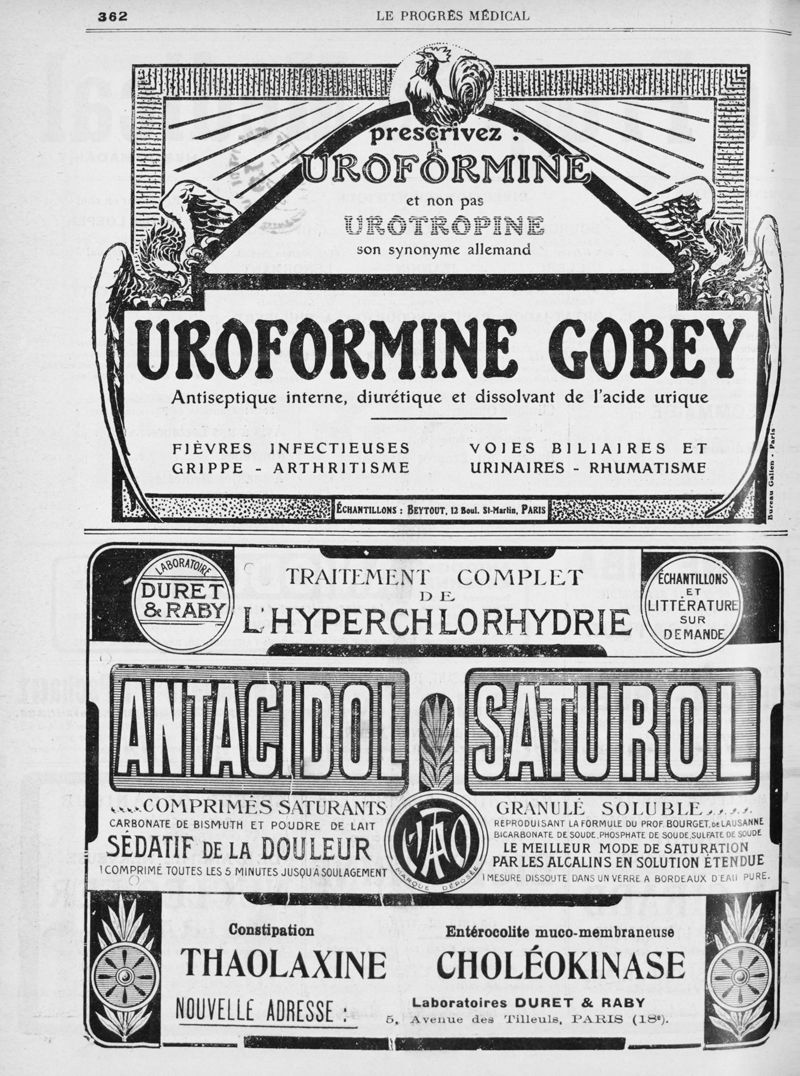 362
LE PROGRÈS MÉDICAL
prescrivez :
UROFORMINE
et non pas
UROTROPINE
son synonyme allemand
UROFORMINE GOBEY
Antiseptique interne, diurétique et dissolvant de l'acide urique
FIÈVRES INFECTIEUSES
GRIPPE - ARTHRITISME
VOIES BILIAIRES ET
URINAIRES - RHUMATISME
ÉCHANTILLONS : BEYTOUT, 12 Boul. St-Martin, PARIS
Bureau Galien - Paris
LABORATOIRE
DURET
& RABY
TRAITEMENT COMPLET
DE
L'HYPERCHLORHYDRIE
ÉCHANTILLONS
ET
LITTÉRATURE
SUR
DEMANDE
ANTACIDOL
SATUROL
....COMPRIMÉS SATURANTS
CARBONATE DE BISMUTH ET POUDRE DE LAIT
SÉDATIF DE LA DOULEUR
1 COMPRIMÉ TOUTES LES 5 MINUTES JUSQU'À SOULAGEMENT
MARQUE DÉPOSÉE
GRANULÉ SOLUBLE.....
REPRODUISANT LA FORMULE DU PROF. BOURGET, de LAUSANNE
BICARBONATE DE SOUDE, PHOSPHATE DE SOUDE, SULFATE DE SOUDE
LE MEILLEUR MODE DE SATURATION
PAR LES ALCALINS EN SOLUTION ÉTENDUE
1 MESURE DISSOUTE DANS UN VERRE A BORDEAUX D'EAU PURE.
Constipation
THAOLAXINE
Entérocolite muco-membraneuse
CHOLÉOKINASE
NOUVELLE ADRESSE :
Laboratoires DURET & RABY
5, Avenue des Tilleuls, PARIS (18e).